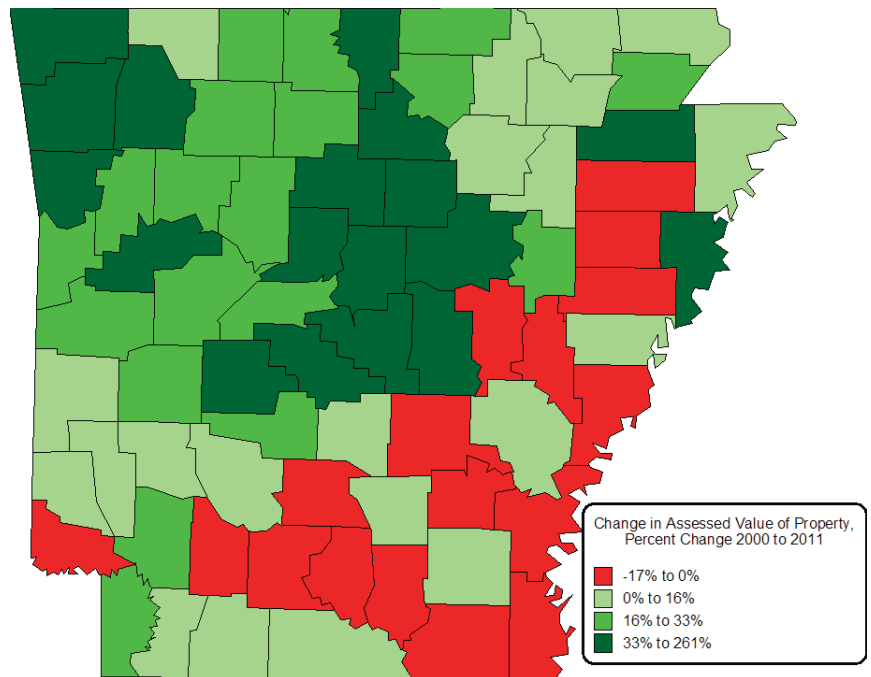 Change in Assessed Value of Property,
Percent Change 2000 to 2011
-17% to 0%
0% to 16%
16% to 33%
33% to 261%